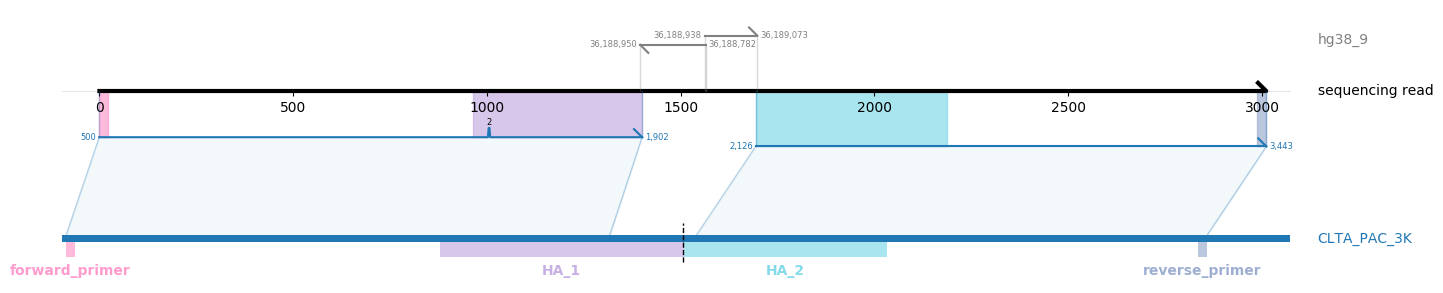 36,188,938 36,189,073
36,188,950 36,188,782
hg38_9
sequencing read
0 500 1000 1500 2000 2500 3000
2
500 1,902
2,126 3,443
CLTA_PAC_3K
forward_primer HA_1 HA_2 reverse_primer